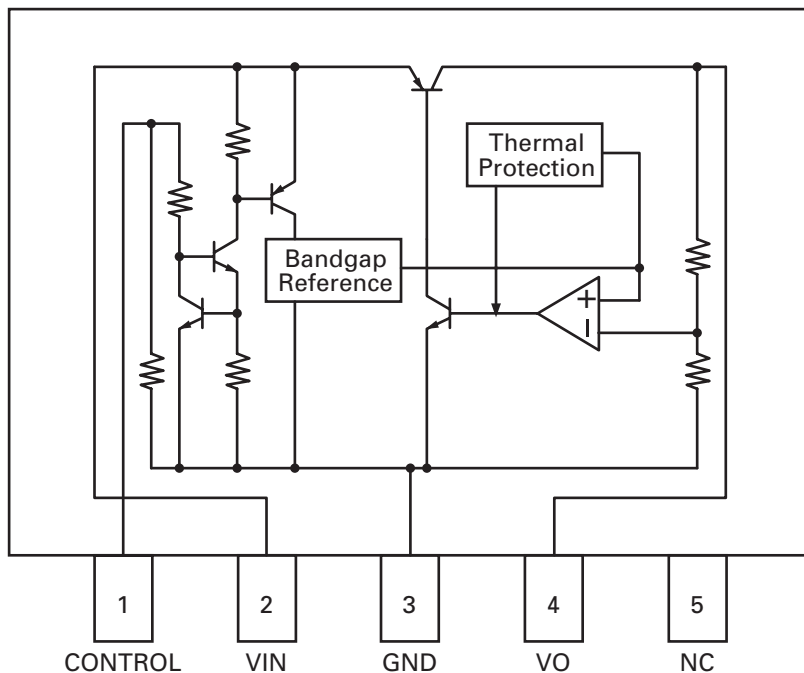 Thermal
Protection
Bandgap
Reference
+
−
1
2
3
4
5
CONTROL
VIN
GND
VO
NC